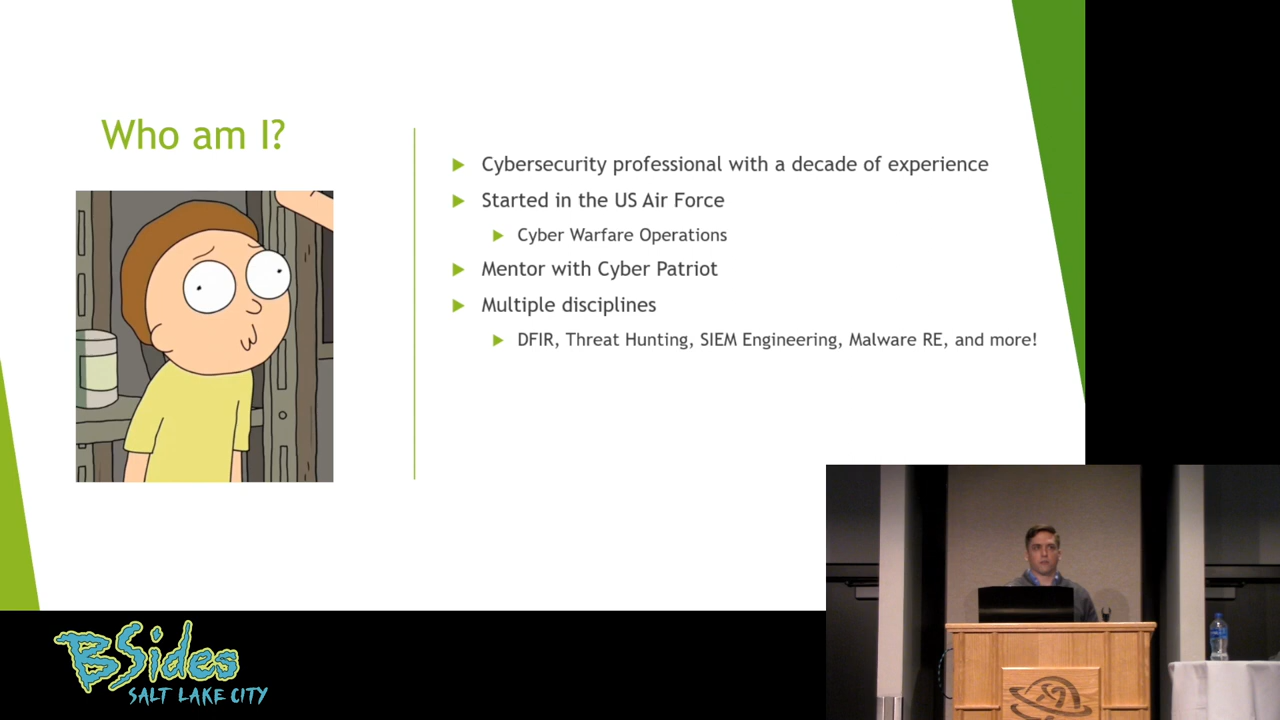 Who am I?
Cybersecurity professional with a decade of experience
Started in the US Air Force
Cyber Warfare Operations
Mentor with Cyber Patriot
Multiple disciplines
DFIR, Threat Hunting, SIEM Engineering, Malware RE, and more!
BSides
SALT LAKE CITY